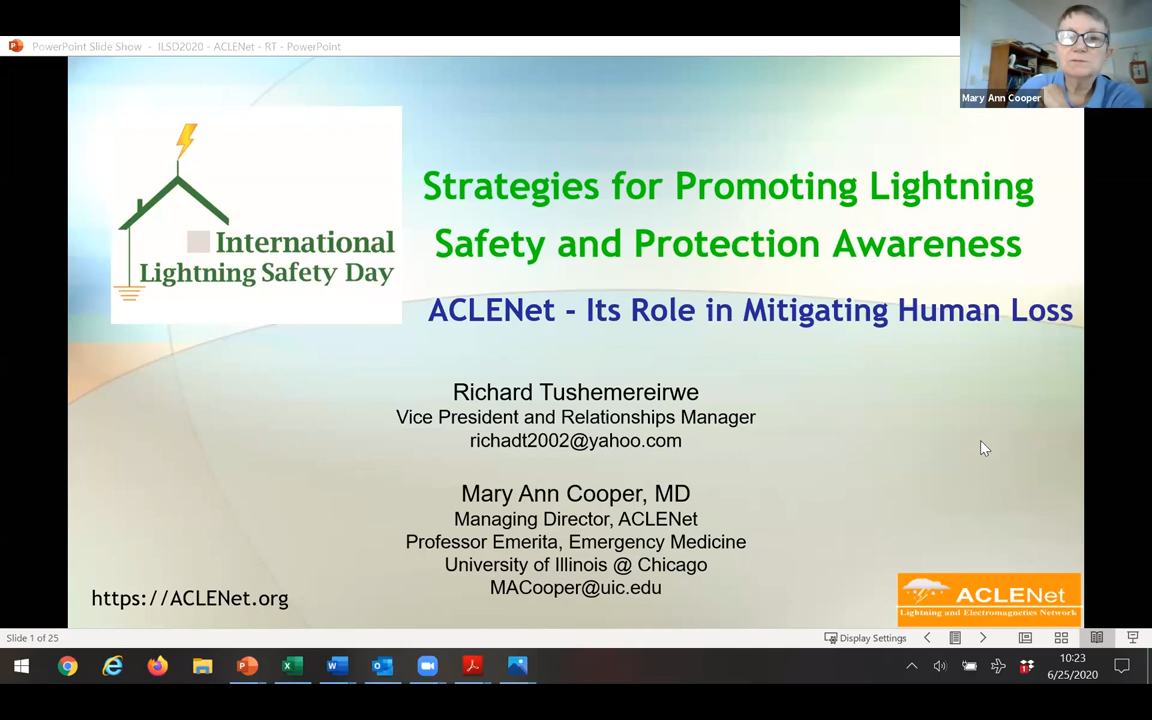 PowerPoint Slide Show - ILSD2020 - ACLENet - RT - PowerPoint
Mary Ann Cooper
International
Lightning Safety Day
Strategies for Promoting Lightning
Safety and Protection Awareness
ACLENet - Its Role in Mitigating Human Loss
Richard Tushemereirwe
Vice President and Relationships Manager
richadt2002@yahoo.com
Mary Ann Cooper, MD
Managing Director, ACLENet
Professor Emerita, Emergency Medicine
University of Illinois @ Chicago
MACooper@uic.edu
https://ACLENet.org
ACLENet
Lightning and Electromagnetics Network
Slide 1 of 25
Display Settings
10:23
6/25/2020